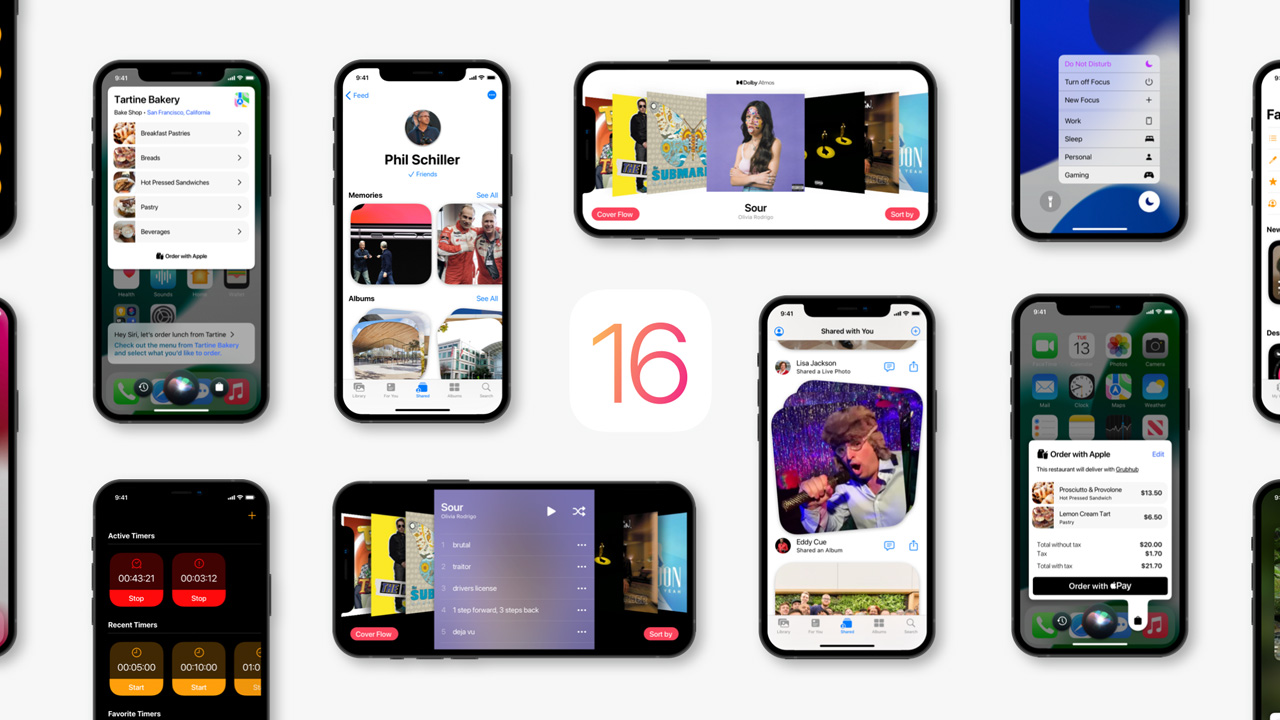 9:41
Tartine Bakery
Bake Shop • San Francisco, California
Breakfast Pastries
Breads
Hot Pressed Sandwiches
Pastry
Beverages
Order with Apple
Health
Sounds
Home
Wallet
Hey Siri, let's order lunch from Tartine
Check out the menu from Tartine Bakery
and select what you'd like to order.
9:41
Feed
Phil Schiller
Friends
Memories
See All
Albums
See All
Library
For You
Shared
Albums
Search
Dolby Atmos
SUBMAR
Cover Flow
Sour
Olivia Rodrigo
Sort by
Do Not Disturb
Turn off Focus
New Focus
Work
Sleep
Personal
Gaming
Fa
New
Des
16
9:41
Shared with You
Lisa Jackson
Shared a Live Photo
Eddy Cue
Shared an Album
Library
For You
Shared
Albums
Search
9:41
TUE
13
Photos
Camera
Mail
Clock
Maps
Weather
Order with Apple
Edit
This restaurant will deliver with Grubhub
Prosciutto & Provolone
Hot Pressed Sandwich
$13.50
Lemon Cream Tart
Pastry
$6.50
Total without tax
$20.00
Tax
$1.70
Total with tax
$21.70
Order with Pay
9:41
Active Timers
00:43:21
Stop
00:03:12
Stop
Recent Timers
00:05:00
Start
00:10:00
Start
01:0
St
Favorite Timers
Sour
Olivia Rodrigo
1 brutal
2 traitor
3 drivers license
4 1 step forward, 3 steps back
5 deja vu
Cover Flow
Sort by